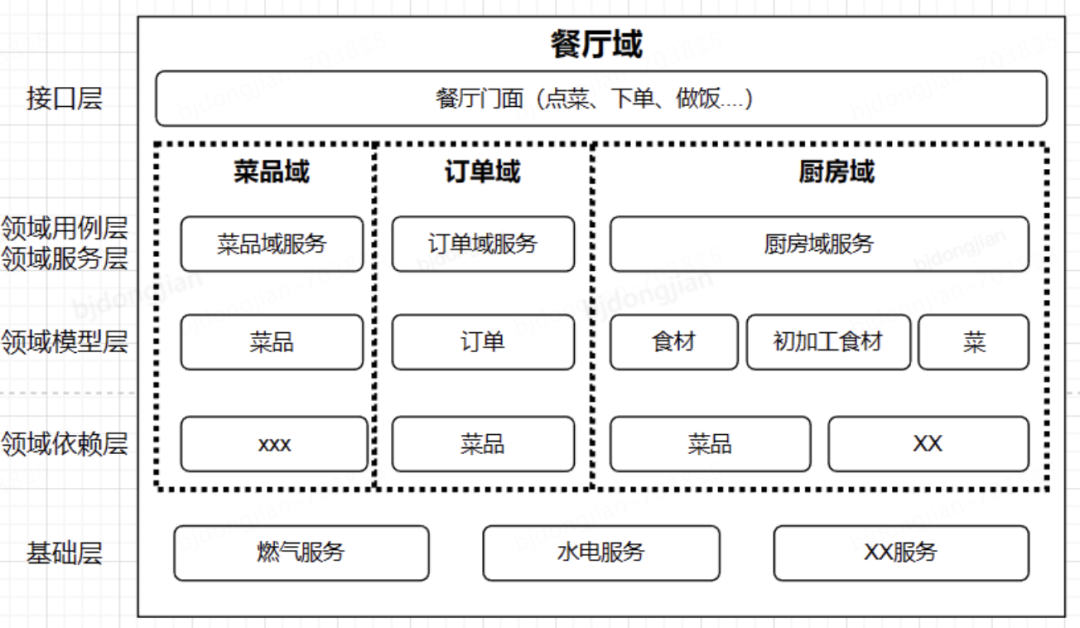 餐厅域
接口层
餐厅门面（点菜、下单、做饭....）
菜品域
订单域
厨房域
领域用例层
领域服务层
菜品域服务
订单域服务
厨房域服务
领域模型层
菜品
订单
食材
初加工食材
菜
领域依赖层
xxx
菜品
菜品
XX
基础层
燃气服务
水电服务
XX服务
bjdongjian
bjdongjian
bjdongjian